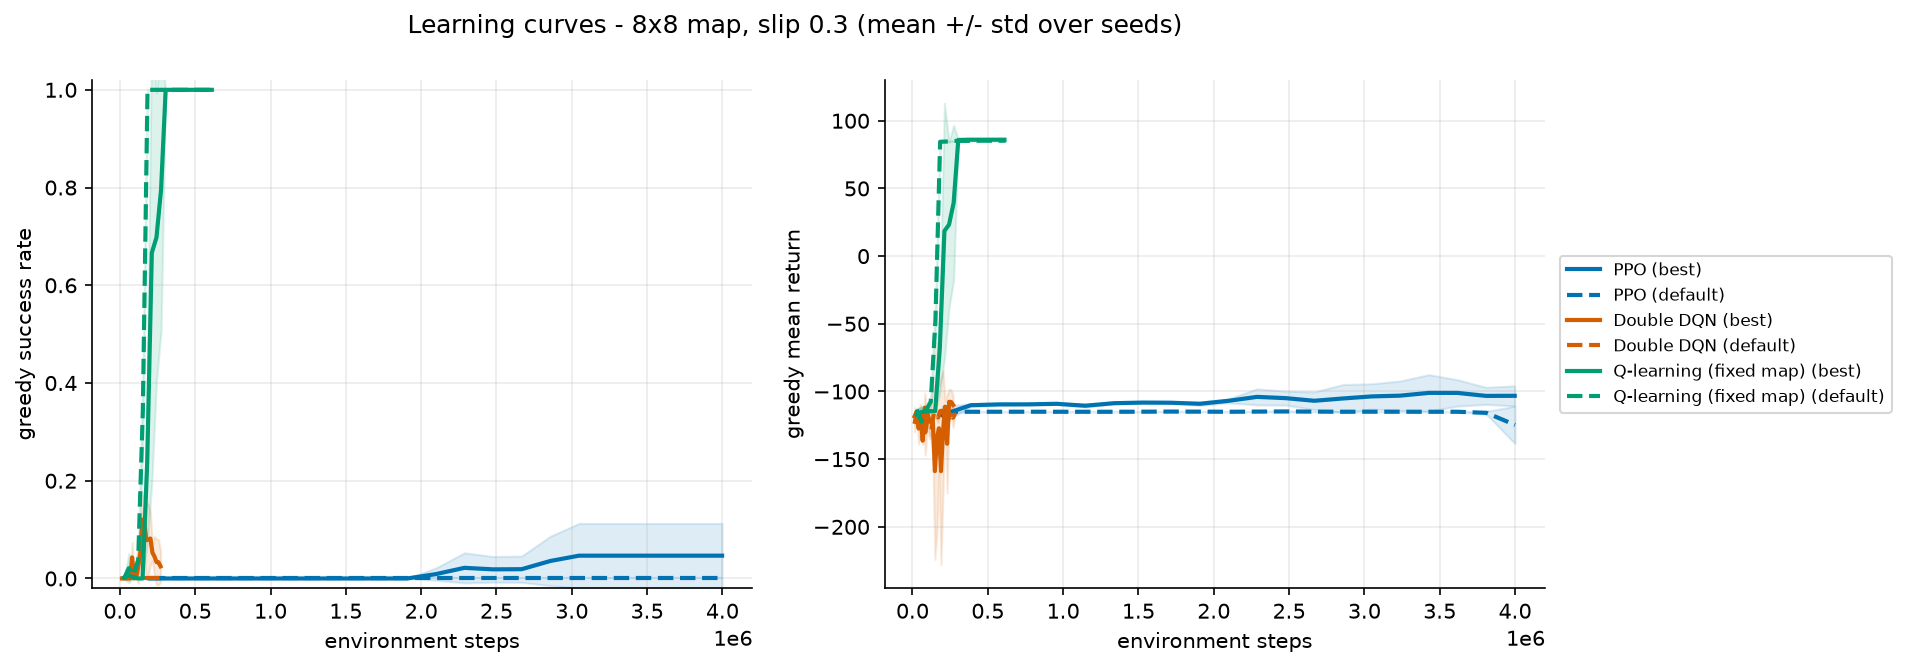 Learning curves - 8x8 map, slip 0.3 (mean +/- std over seeds)
greedy success rate
1.0
0.8
0.6
0.4
0.2
0.0
0.0 0.5 1.0 1.5 2.0 2.5 3.0 3.5 4.0
1e6
environment steps
greedy mean return
100
50
0
−50
−100
−150
−200
0.0 0.5 1.0 1.5 2.0 2.5 3.0 3.5 4.0
1e6
environment steps
PPO (best)
PPO (default)
Double DQN (best)
Double DQN (default)
Q-learning (fixed map) (best)
Q-learning (fixed map) (default)